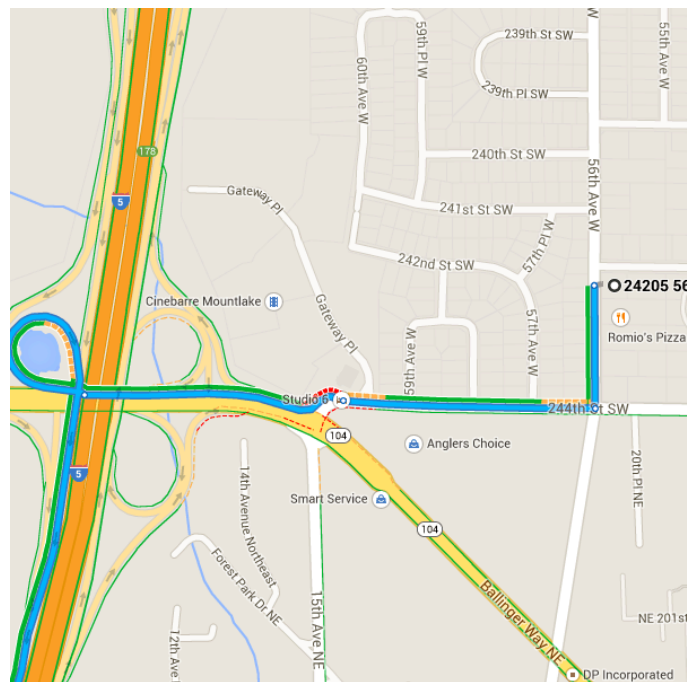 239th St SW
55th Ave W
59th Pl W
60th Ave W
239th Pl SW
178
240th St SW
56th Ave W
5
Gateway Pl
241st St SW
57th Pl W
242nd St SW
24205 56
Cinebarre Mountlake
Gateway Pl
Romio's Pizza
59th Ave W
57th Ave W
Studio 6
244th St SW
104
Anglers Choice
5
14th Avenue Northeast
20th Pl NE
Smart Service
104
Forest Park Dr NE
15th Ave NE
Ballinger Way NE
NE 201st
12th Ave
DP Incorporated